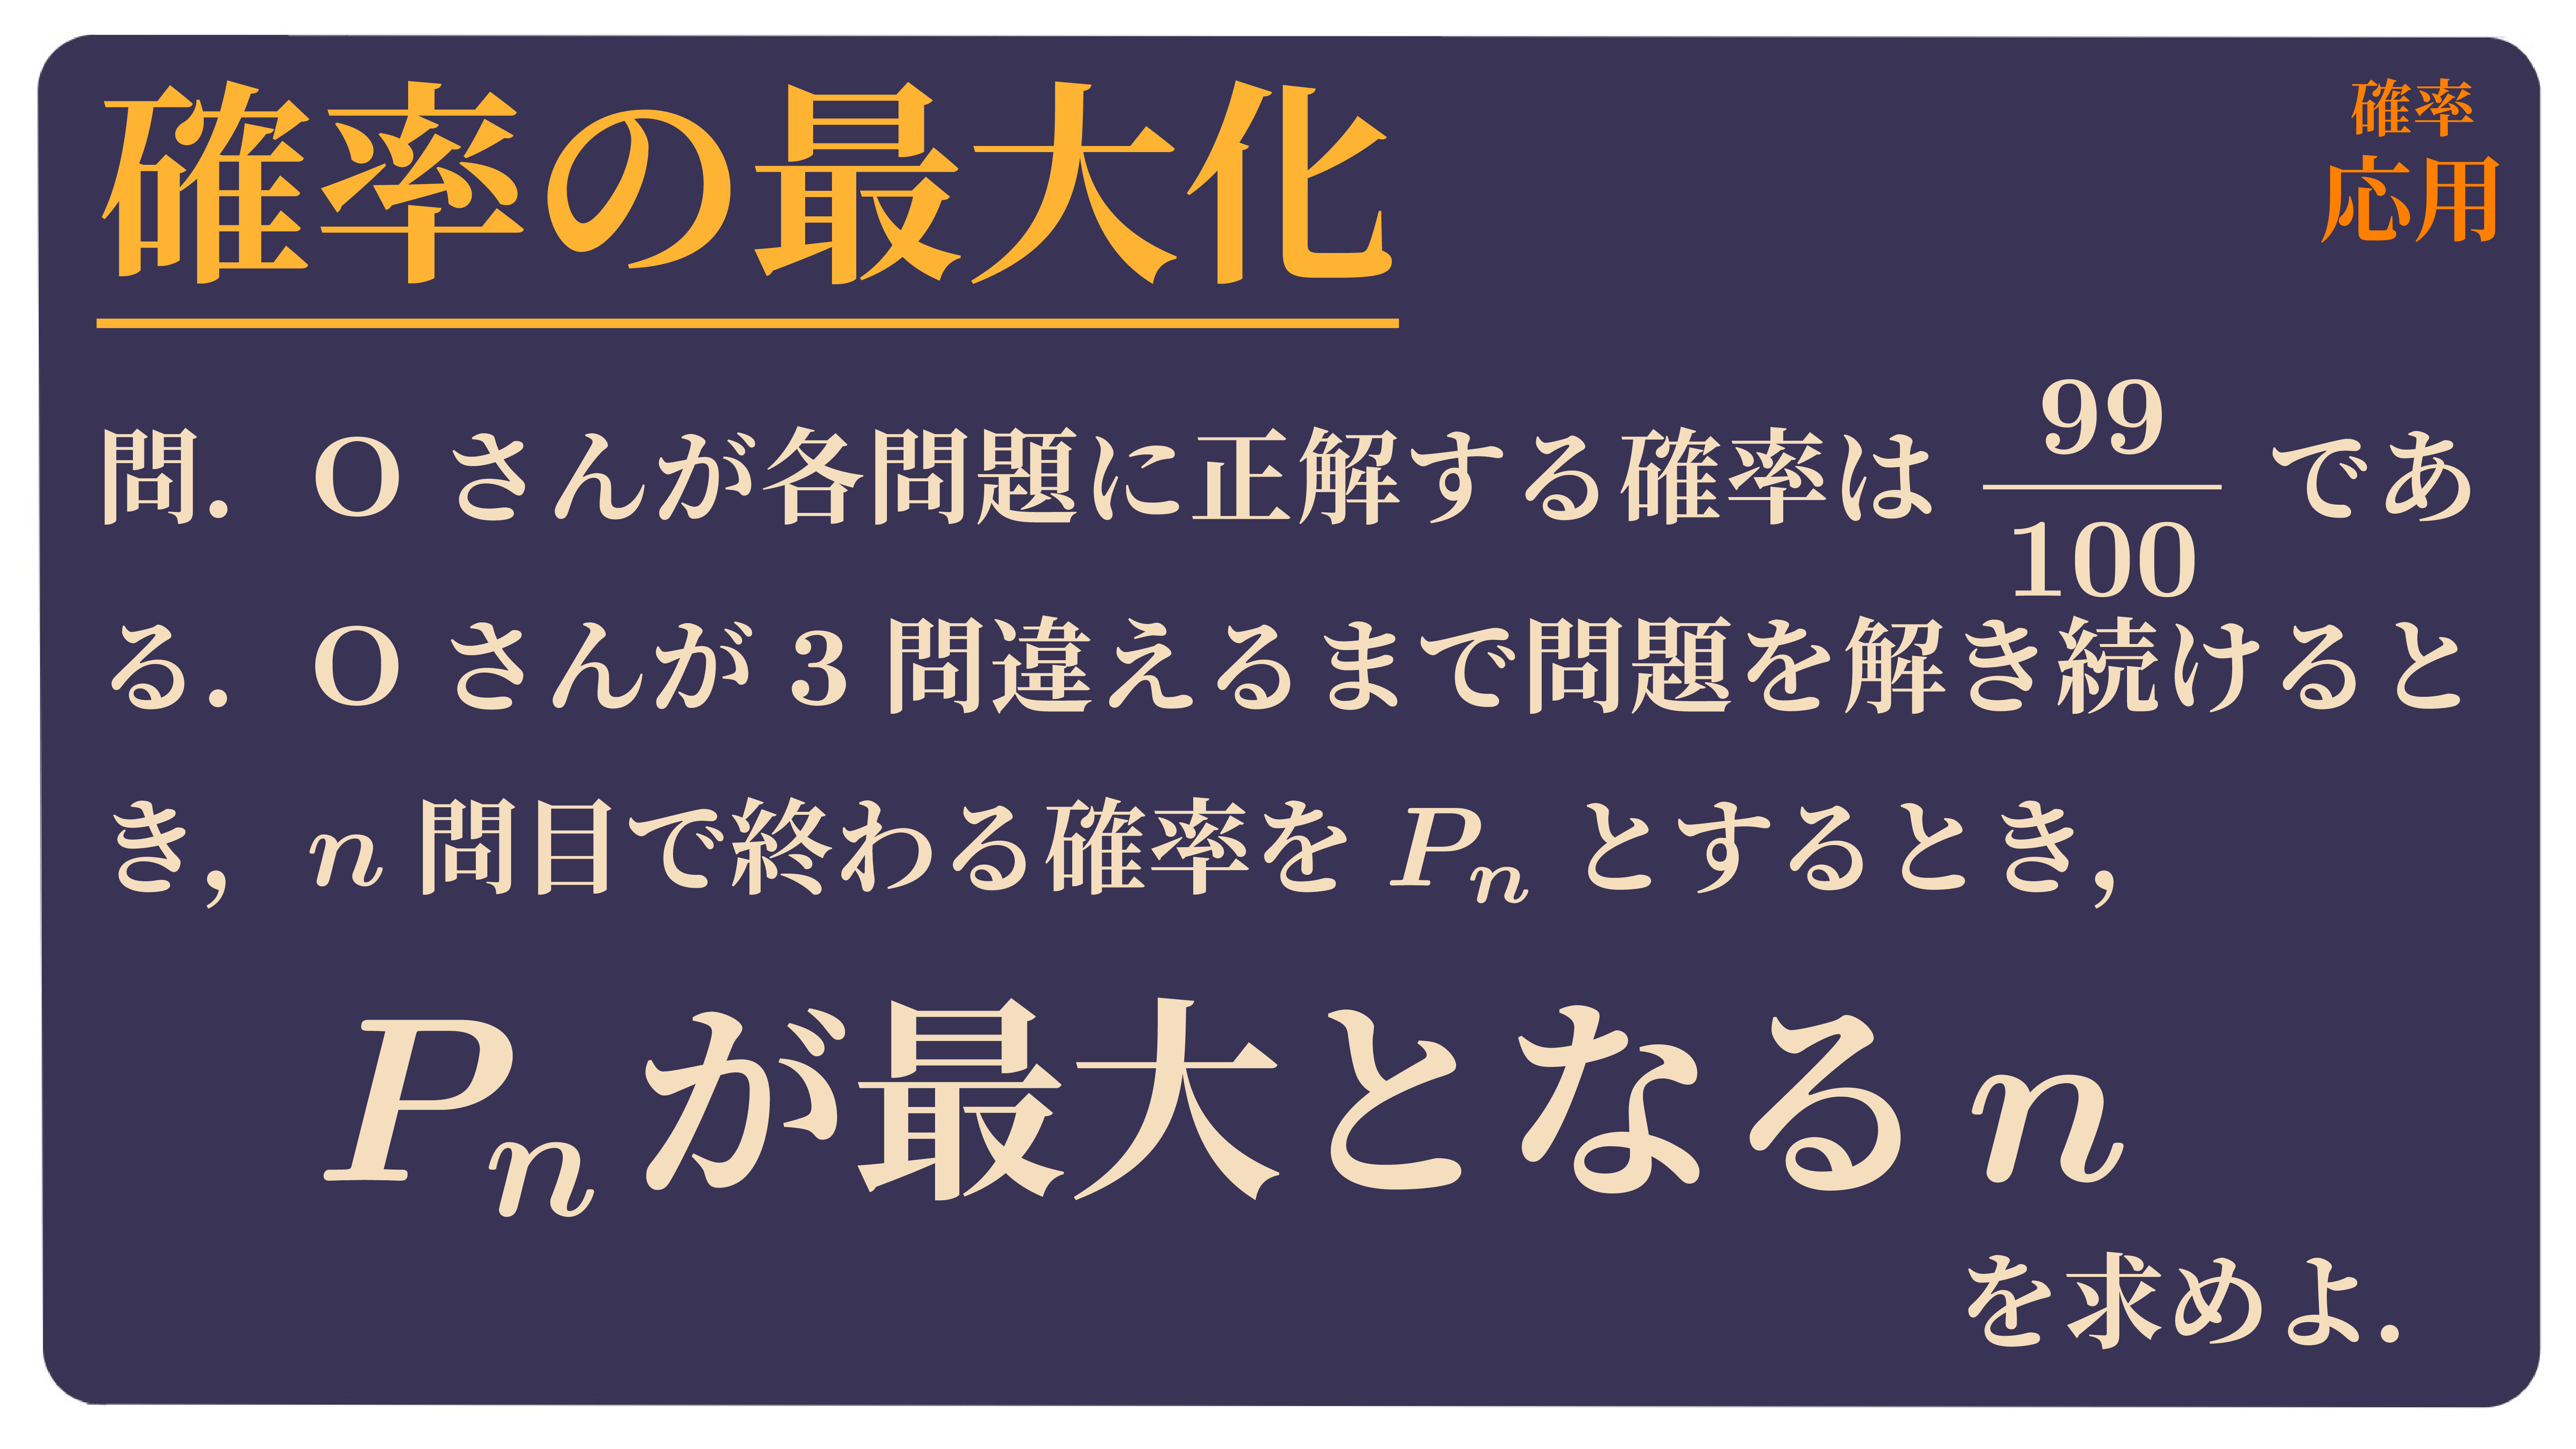 確率の最大化
確率
応用
問. O さんが各問題に正解する確率は 99/100 であ
る. O さんが 3 問違えるまで問題を解き続けると
き, n 問目で終わる確率を Pn とするとき,
Pn が最大となる n
を求めよ.